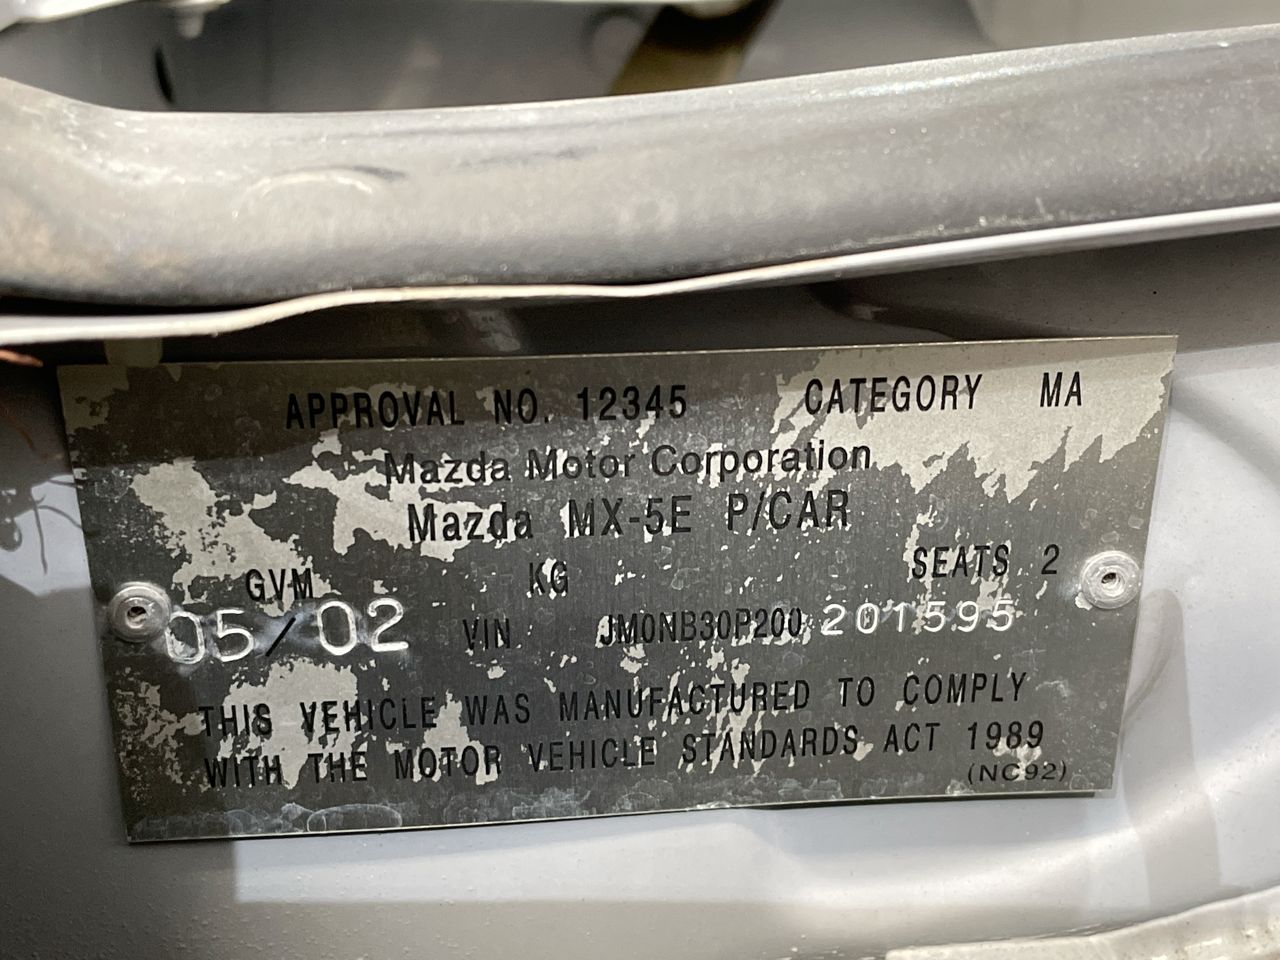 APPROVAL NO. 12345 CATEGORY MA
Mazda Motor Corporation
Mazda MX-5E P/CAR
GVM KG SEATS 2
05/02 VIN JM0NB30P200 201595
THIS VEHICLE WAS MANUFACTURED TO COMPLY
WITH THE MOTOR VEHICLE STANDARDS ACT 1989
(NC92)